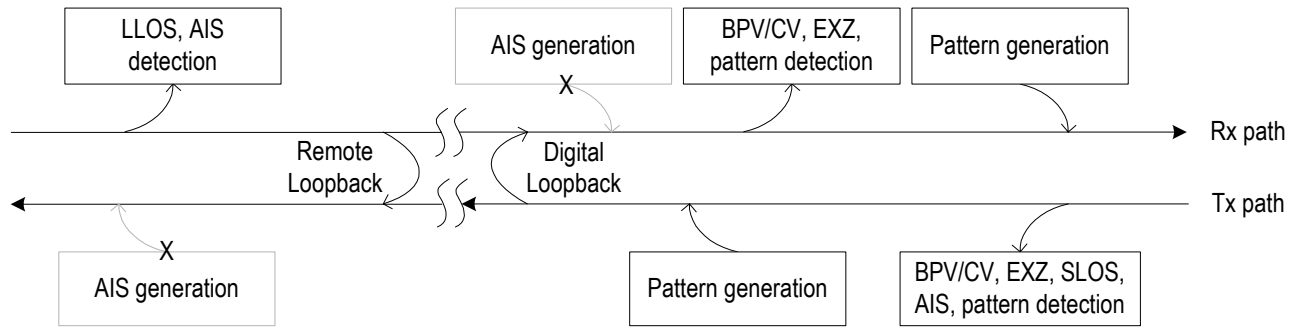 LLOS, AIS
detection
AIS generation
X
BPV/CV, EXZ,
pattern detection
Pattern generation
Rx path
Remote
Loopback
Digital
Loopback
Tx path
X
AIS generation
Pattern generation
BPV/CV, EXZ, SLOS,
AIS, pattern detection